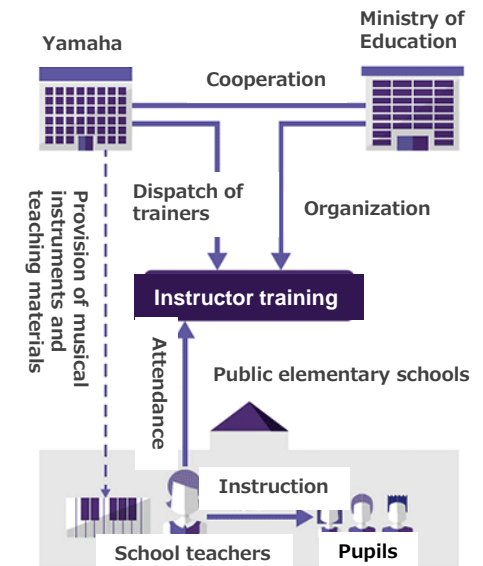 Yamaha
Ministry of
Education
Cooperation
Dispatch of
trainers
Organization
Provision of musical
instruments and
teaching materials
Instructor training
Attendance
Public elementary schools
Instruction
School teachers
Pupils